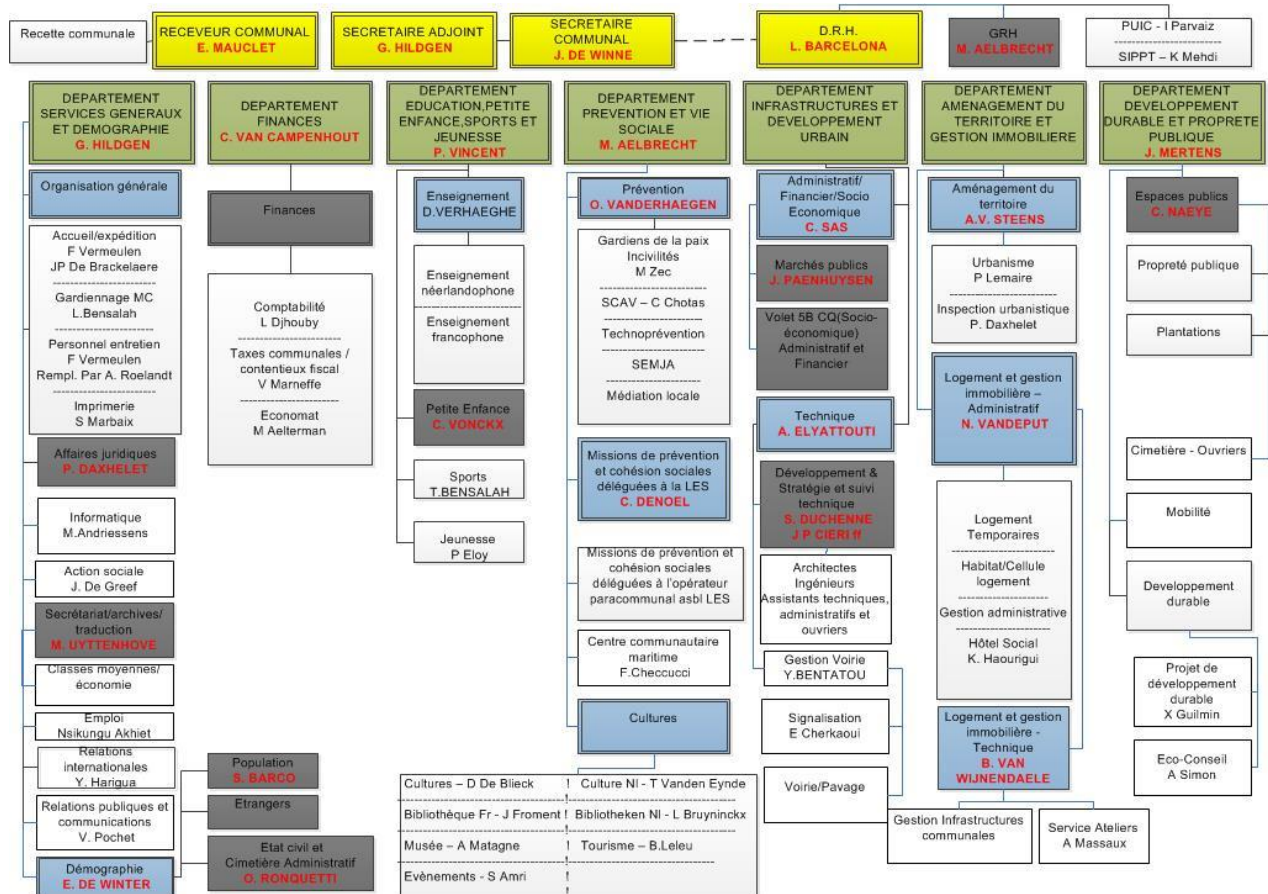 Recette communale
RECEVEUR COMMUNAL
E. MAUCLET
SECRETAIRE ADJOINT
G. HILDGEN
SECRETAIRE
COMMUNAL
J. DE WINNE
D.R.H.
L. BARCELONA
GRH
M. AELBRECHT
PUIC - I Parvaiz
SIPPT – K Mehdi
DEPARTEMENT
SERVICES GENERAUX
ET DEMOGRAPHIE
G. HILDGEN
Organisation générale
Accueil/expédition
F Vermeulen
JP De Brackelaere
Gardiennage MC
L.Bensalah
Personnel entretien
F Vermeulen
Rempl. Par A. Roelandt
Imprimerie
S Marbaix
Affaires juridiques
P. DAXHELET
Informatique
M.Andriessens
Action sociale
J. De Greef
Secrétariat/archives/
traduction
M. UYTTENHOVE
Classes moyennes/
économie
Emploi
Nsikungu Akhiet
Relations
internationales
Y. Harigua
Relations publiques et
communications
V. Pochet
Démographie
E. DE WINTER
Population
S. BARCO
Etrangers
Etat civil et
Cimetière Administratif
O. RONQUETTI
DEPARTEMENT
FINANCES
C. VAN CAMPENHOUT
Finances
Comptabilité
L Djhouby
Taxes communales /
contentieux fiscal
V Marneffe
Economat
M Aelterman
DEPARTEMENT
EDUCATION,PETITE
ENFANCE,SPORTS ET
JEUNESSE
P. VINCENT
Enseignement
D.VERHAEGHE
Enseignement
néerlandophone
Enseignement
francophone
Petite Enfance
C. VONCKX
Sports
T.BENSALAH
Jeunesse
P Eloy
DEPARTEMENT
PREVENTION ET VIE
SOCIALE
M. AELBRECHT
Prévention
O. VANDERHAEGEN
Gardiens de la paix
Incivilités
M Zec
SCAV – C Chotas
Technoprévention
SEMJA
Médiation locale
Missions de prévention
et cohésion sociales
déléguées à la LES
C. DENOEL
Missions de prévention et
cohésion sociales
déléguées à l'opérateur
paracommunal asbl LES
Centre communautaire
maritime
F.Checcucci
Cultures
Cultures – D De Blieck ! Culture Nl - T Vanden Eynde
Bibliothèque Fr - J Froment ! Bibliotheken Nl - L Bruyninckx
Musée – A Matagne ! Tourisme – B.Leleu
Evènements - S Amri !
DEPARTEMENT
INFRASTRUCTURES ET
DEVELOPPEMENT
URBAIN
Administratif/
Financier/Socio
Economique
C. SAS
Marchés publics
J. PAENHUYSEN
Volet 5B CQ(Socio-
économique)
Administratif et
Financier
Technique
A. ELYATTOUTI
Développement &
Stratégie et suivi
technique
S. DUCHENNE
J P CIERI ff
Architectes
Ingénieurs
Assistants techniques,
administratifs et
ouvriers
Gestion Voirie
Y.BENTATOU
Signalisation
E Cherkaoui
Voirie/Pavage
DEPARTEMENT
AMENAGEMENT DU
TERRITOIRE ET
GESTION IMMOBILIERE
Aménagement du
territoire
A.V. STEENS
Urbanisme
P Lemaire
Inspection urbanistique
P. Daxhelet
Logement et gestion
immobilière –
Administratif
N. VANDEPUT
Logement
Temporaires
Habitat/Cellule
logement
Gestion administrative
Hôtel Social
K. Haourigui
Logement et gestion
immobilière -
Technique
B. VAN
WIJNENDAELE
Gestion Infrastructures
communales
Service Ateliers
A Massaux
DEPARTEMENT
DEVELOPPEMENT
DURABLE ET PROPRETE
PUBLIQUE
J. MERTENS
Espaces publics
C. NAEYE
Propreté publique
Plantations
Cimetière - Ouvriers
Mobilité
Developpement
durable
Projet de
développement
durable
X Guilmin
Eco-Conseil
A Simon